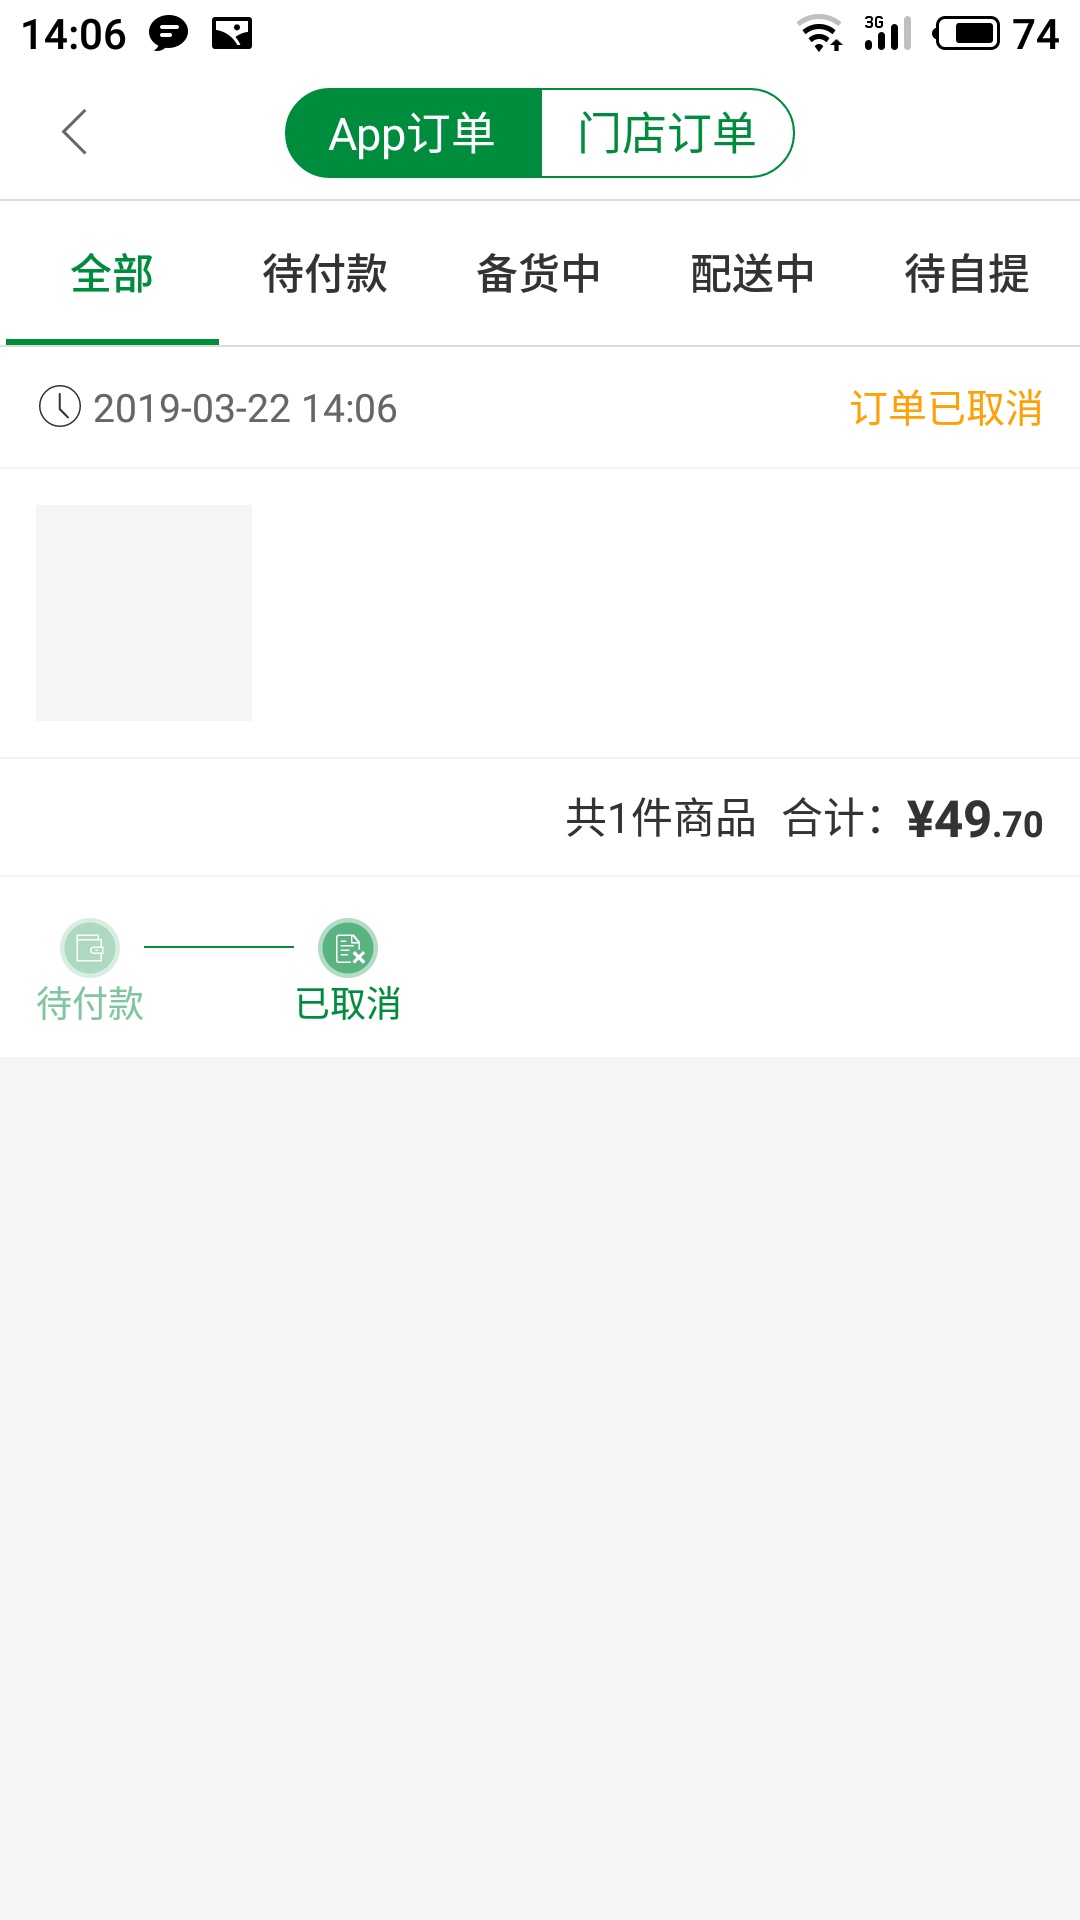 14:06 3G 74
App订单 门店订单
全部 待付款 备货中 配送中 待自提
2019-03-22 14:06 订单已取消
共1件商品 合计：¥49.70
待付款 已取消